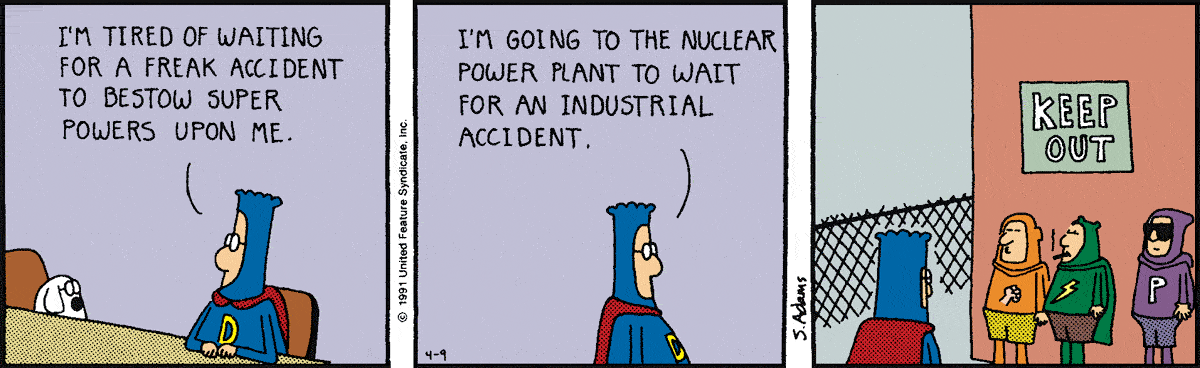 I'M TIRED OF WAITING
FOR A FREAK ACCIDENT
TO BESTOW SUPER
POWERS UPON ME.
D
© 1991 United Feature Syndicate, Inc.
I'M GOING TO THE NUCLEAR
POWER PLANT TO WAIT
FOR AN INDUSTRIAL
ACCIDENT.
D
4-9
S. Adams
KEEP
OUT
P